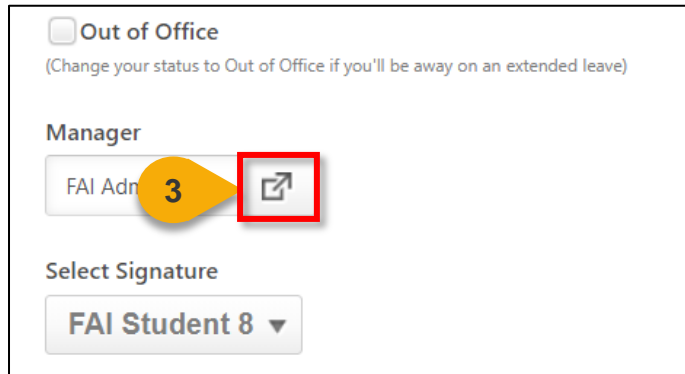 Out of Office
(Change your status to Out of Office if you'll be away on an extended leave)
Manager
FAI Adm
3
Select Signature
FAI Student 8